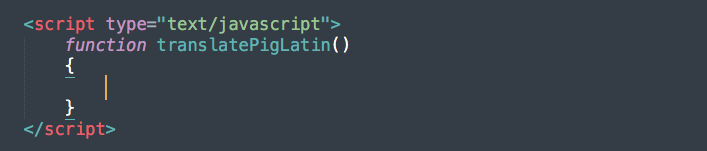 <script type="text/javascript">
function translatePigLatin()
{
}
</script>